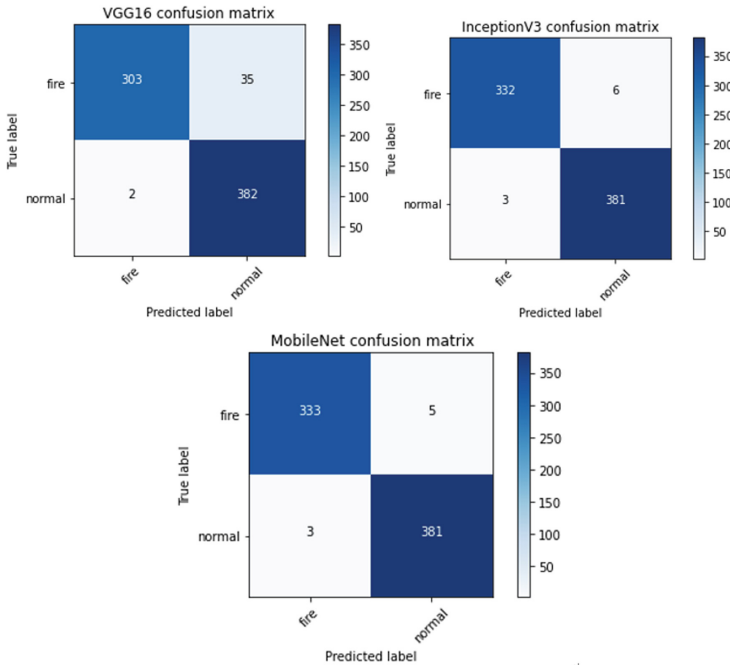 VGG16 confusion matrix
fire
303
35
normal
2
382
fire
normal
True label
Predicted label
350
300
250
200
150
100
50
InceptionV3 confusion matrix
fire
332
6
normal
3
381
fire
normal
True label
Predicted label
350
300
250
200
150
100
50
MobileNet confusion matrix
fire
333
5
normal
3
381
fire
normal
True label
Predicted label
350
300
250
200
150
100
50